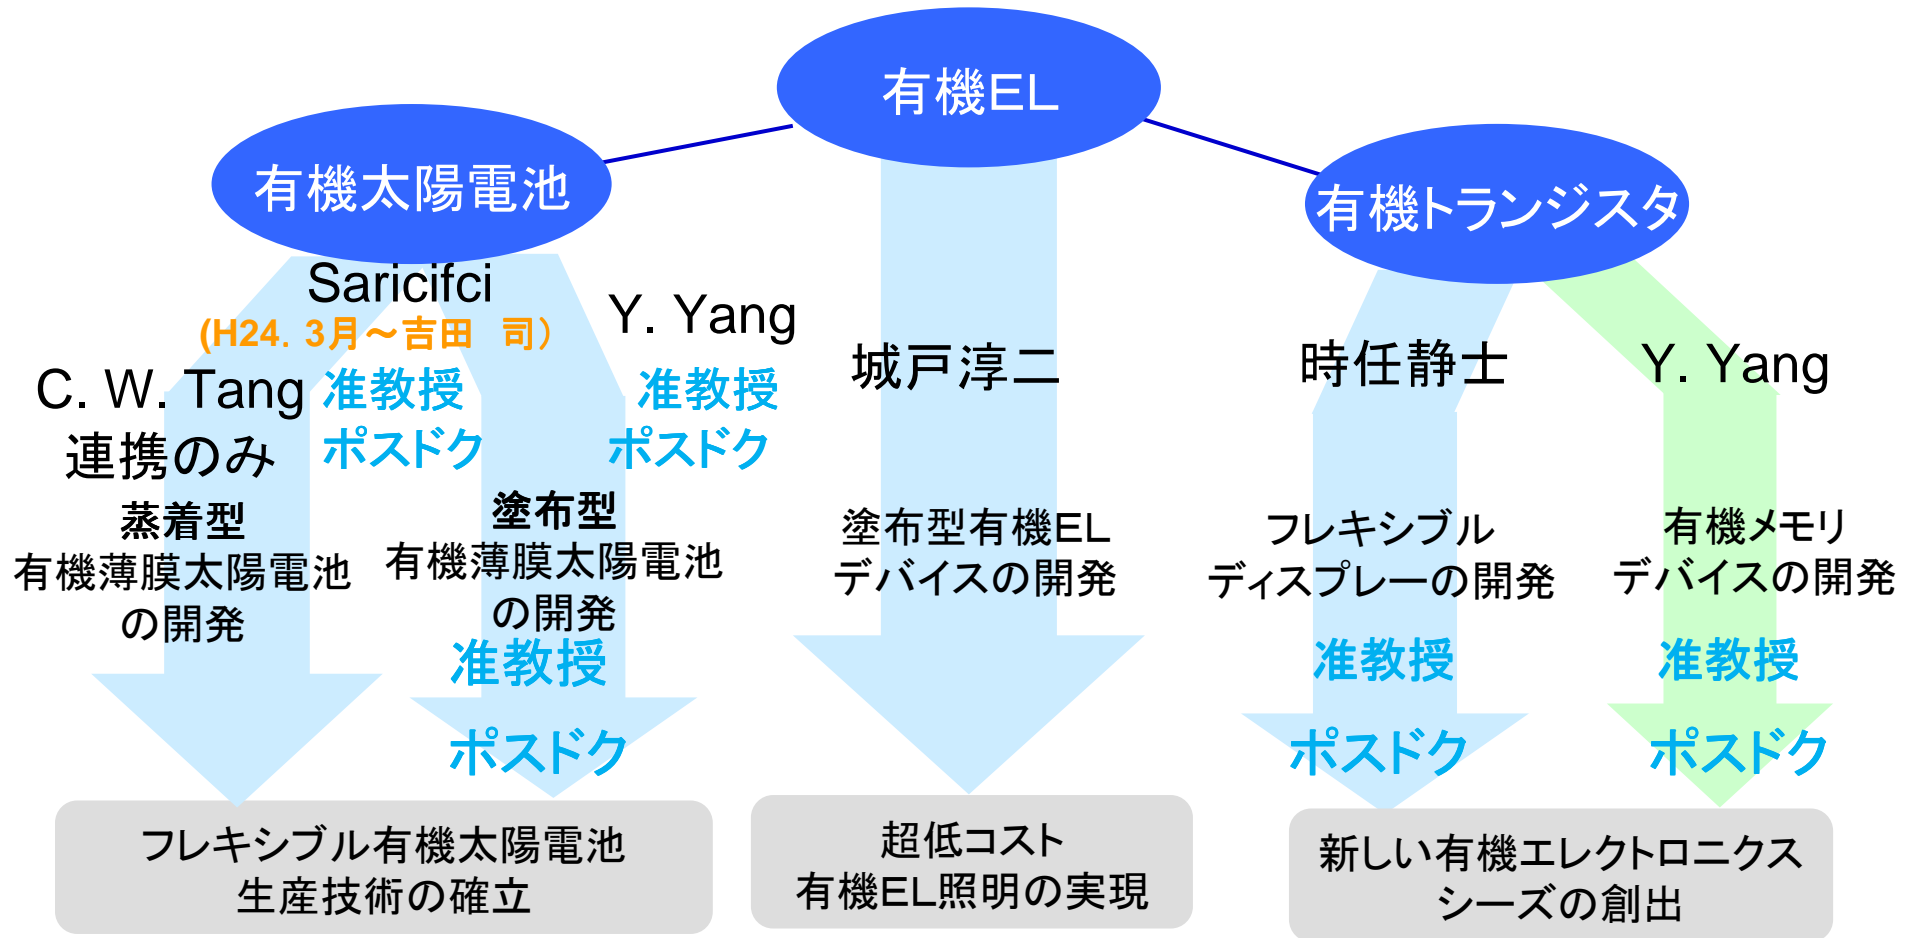 有機EL
有機太陽電池
有機トランジスタ
Saricifci
(H24．3月～吉田　司）
Y. Yang
C. W. Tang
連携のみ
准教授
ポスドク
准教授
ポスドク
城戸淳二
時任静士
Y. Yang
蒸着型
有機薄膜太陽電池
の開発
塗布型
有機薄膜太陽電池
の開発
准教授
ポスドク
塗布型有機EL
デバイスの開発
フレキシブル
ディスプレーの開発
准教授
ポスドク
有機メモリ
デバイスの開発
准教授
ポスドク
フレキシブル有機太陽電池
生産技術の確立
超低コスト
有機EL照明の実現
新しい有機エレクトロニクス
シーズの創出